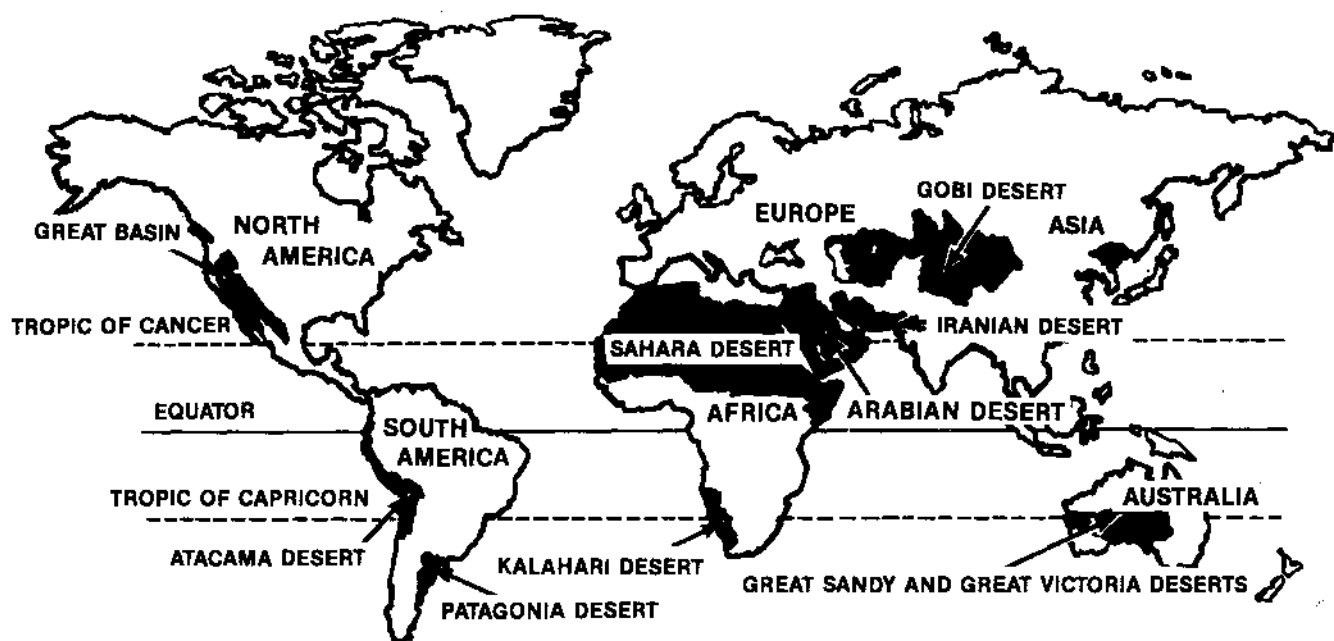 GOBI DESERT
EUROPE
ASIA
NORTH
AMERICA
GREAT BASIN
TROPIC OF CANCER
IRANIAN DESERT
SAHARA DESERT
EQUATOR
AFRICA
ARABIAN DESERT
SOUTH
AMERICA
TROPIC OF CAPRICORN
AUSTRALIA
ATACAMA DESERT
KALAHARI DESERT
GREAT SANDY AND GREAT VICTORIA DESERTS
PATAGONIA DESERT